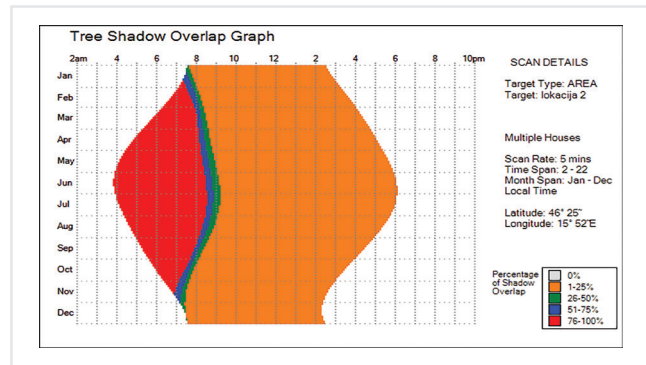 Tree Shadow Overlap Graph
2am 4 6 8 10 12 2 4 6 8 10pm
Jan
Feb
Mar
Apr
May
Jun
Jul
Aug
Sep
Oct
Nov
Dec
SCAN DETAILS
Target Type: AREA
Target: lokacija 2
Multiple Houses
Scan Rate: 5 mins
Time Span: 2 - 22
Month Span: Jan - Dec
Local Time
Latitude: 46° 25"
Longitude: 15° 52'E
Percentage
of Shadow
Overlap
0%
1-25%
26-50%
51-75%
76-100%